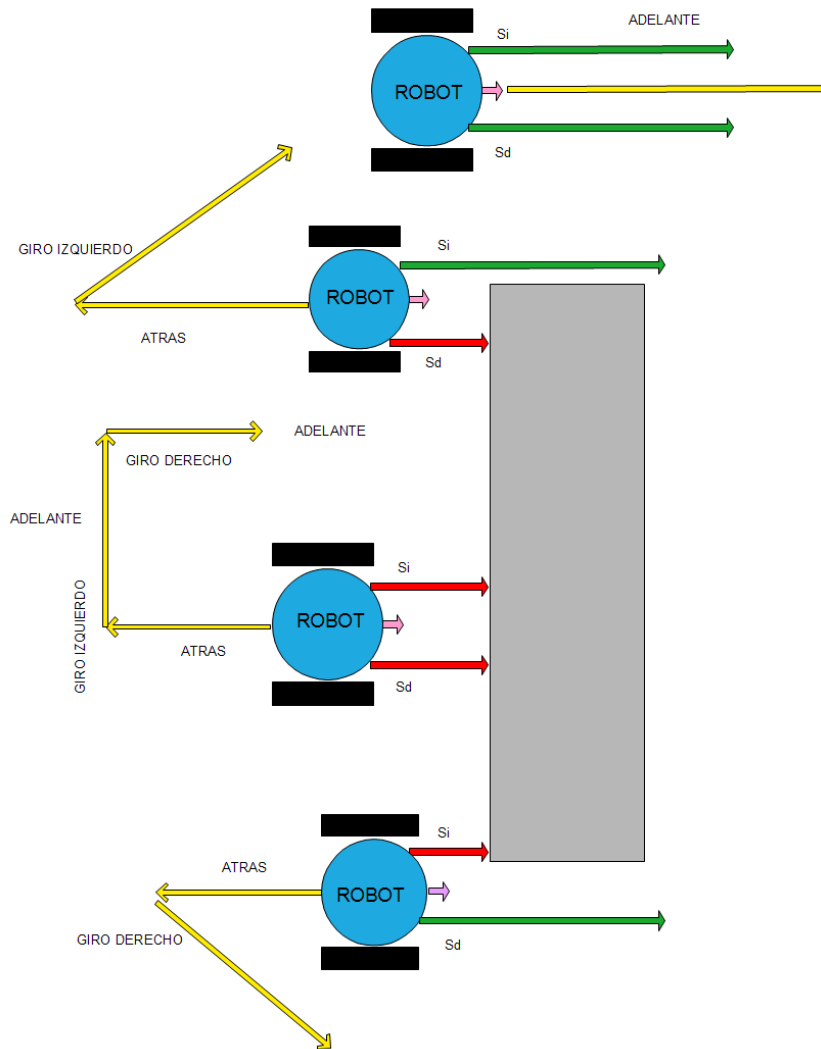 Si
ADELANTE
ROBOT
Sd
GIRO IZQUIERDO
Si
ROBOT
ATRAS
Sd
ADELANTE
GIRO DERECHO
ADELANTE
GIRO IZQUIERDO
Si
ROBOT
ATRAS
Sd
Si
ATRAS
ROBOT
GIRO DERECHO
Sd